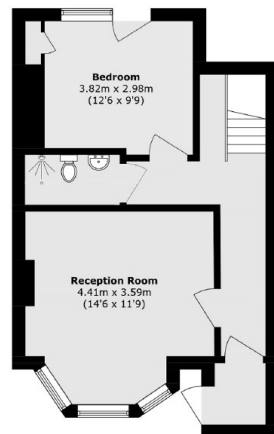 Bedroom
3.82m x 2.98m
(12'6 x 9'9)
Reception Room
4.41m x 3.59m
(14'6 x 11'9)